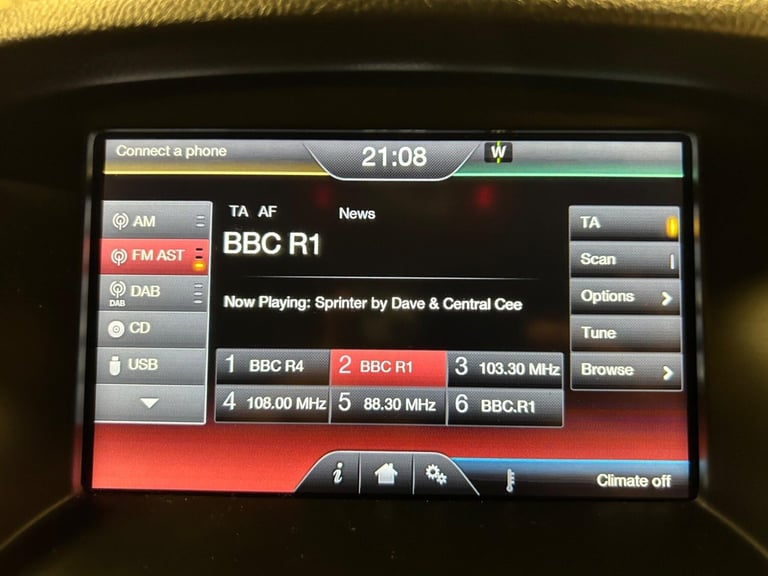 Connect a phone
21:08
W
AM
FM AST
DAB
DAB
CD
USB
TA AF News
BBC R1
Now Playing: Sprinter by Dave & Central Cee
1 BBC R4
2 BBC R1
3 103.30 MHz
4 108.00 MHz
5 88.30 MHz
6 BBC.R1
TA
Scan
Options
Tune
Browse
i
Climate off